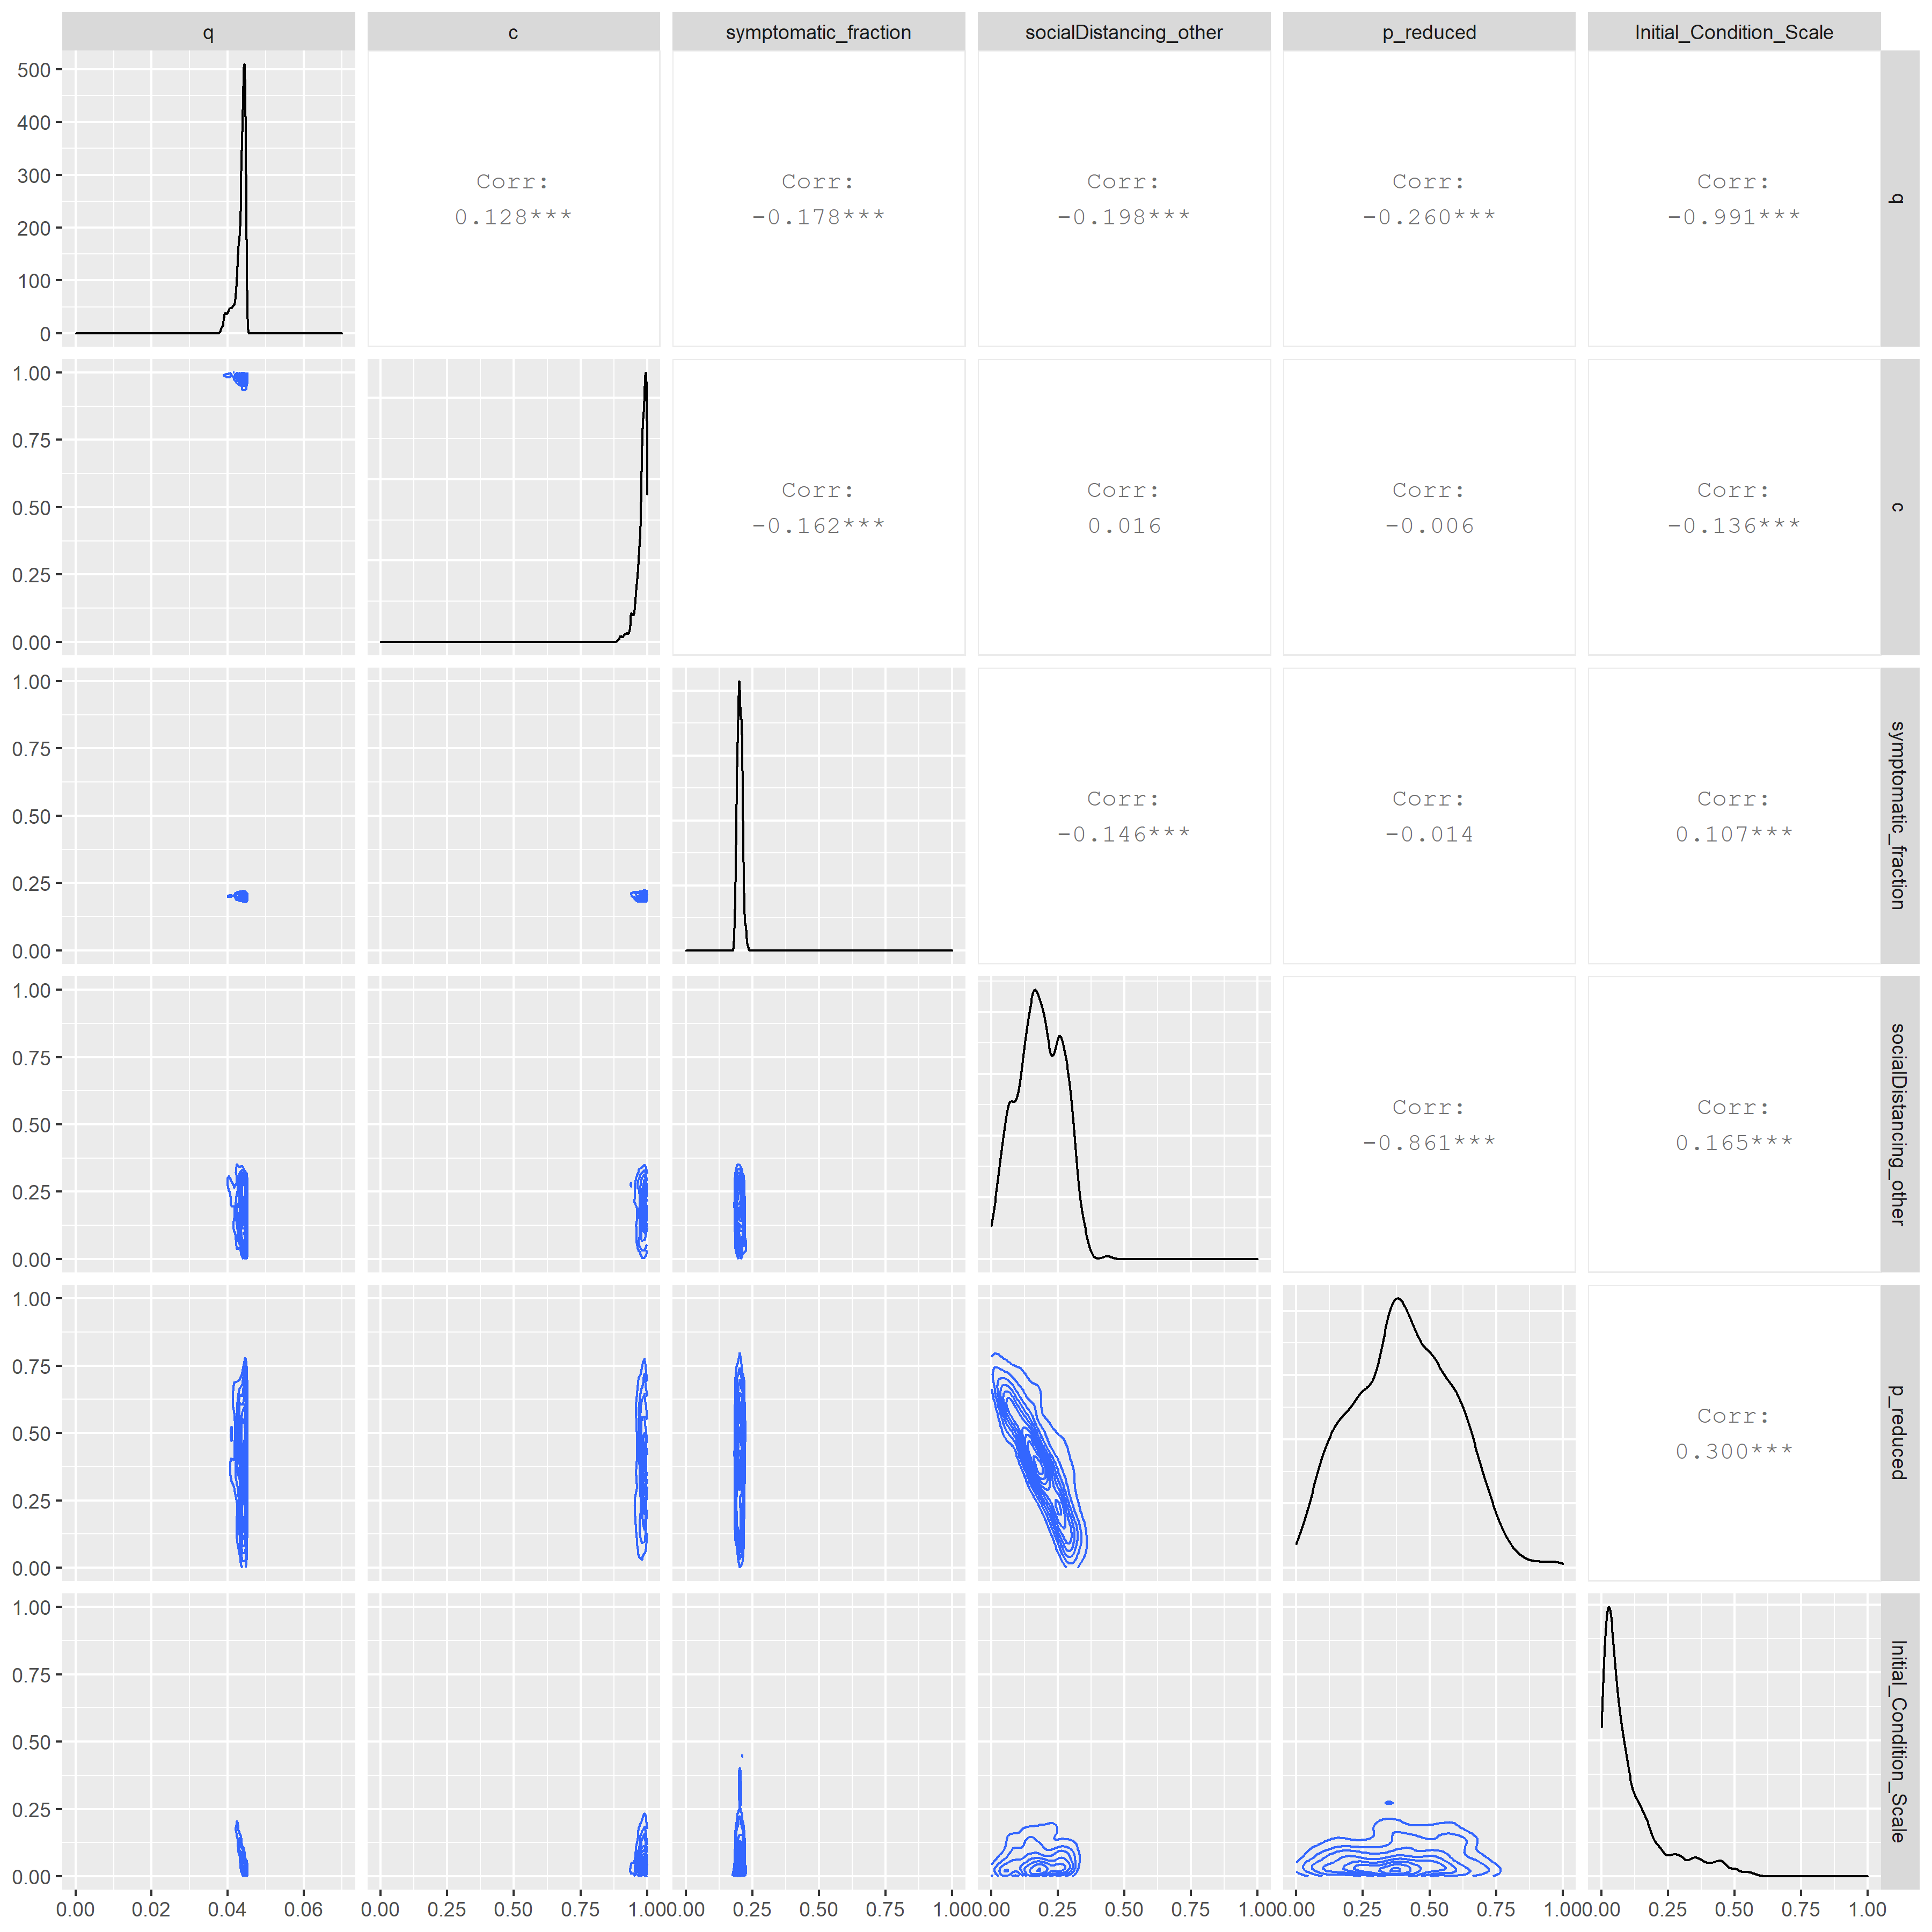 q c symptomatic_fraction socialDistancing_other p_reduced Initial_Condition_Scale
500
400
300
200
100
0
Corr:
0.128***
Corr:
-0.178***
Corr:
-0.198***
Corr:
-0.260***
Corr:
-0.991***
q
1.00
0.75
0.50
0.25
0.00
Corr:
-0.162***
Corr:
0.016
Corr:
-0.006
Corr:
-0.136***
c
1.00
0.75
0.50
0.25
0.00
Corr:
-0.146***
Corr:
-0.014
Corr:
0.107***
symptomatic_fraction
1.00
0.75
0.50
0.25
0.00
Corr:
-0.861***
Corr:
0.165***
socialDistancing_other
1.00
0.75
0.50
0.25
0.00
Corr:
0.300***
p_reduced
1.00
0.75
0.50
0.25
0.00
Initial_Condition_Scale
0.00 0.02 0.04 0.06 0.00 0.25 0.50 0.75 1.00 0.00 0.25 0.50 0.75 1.00 0.00 0.25 0.50 0.75 1.00 0.00 0.25 0.50 0.75 1.00 0.00 0.25 0.50 0.75 1.00